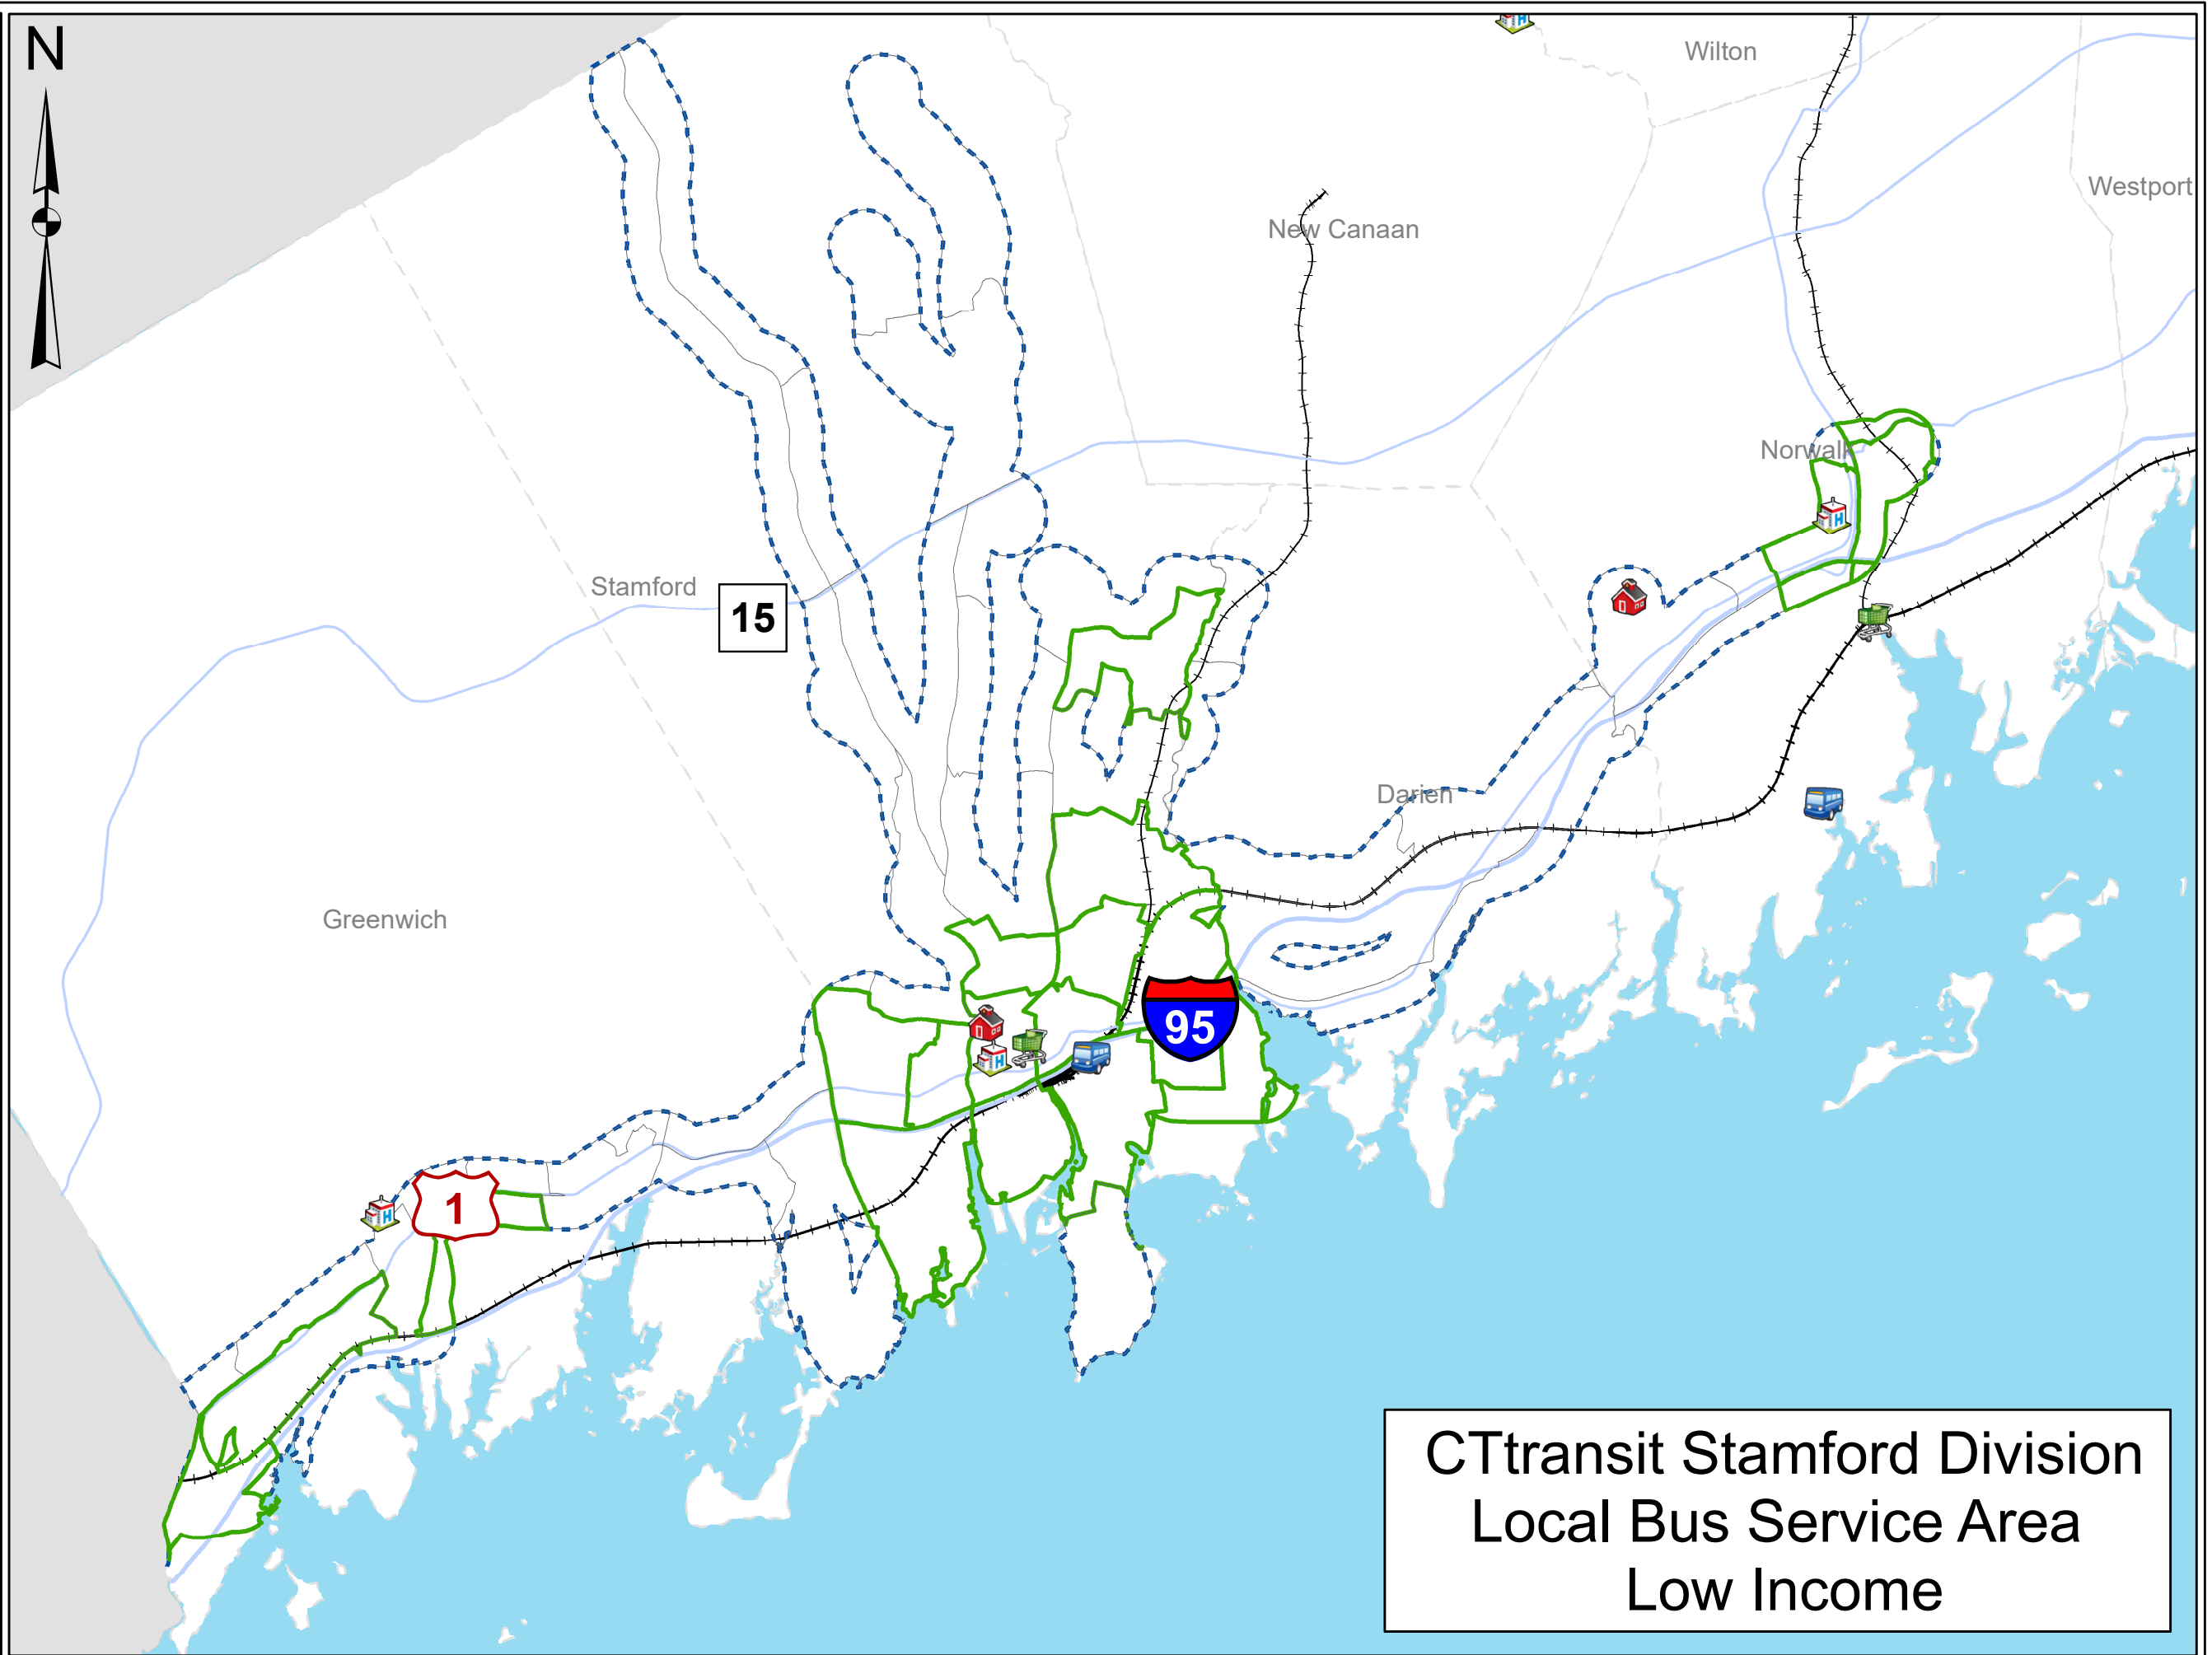 N
Wilton
Westport
New Canaan
Norwalk
Stamford
15
Darien
Greenwich
H
H
H
H
95
1
CTtransit Stamford Division
Local Bus Service Area
Low Income